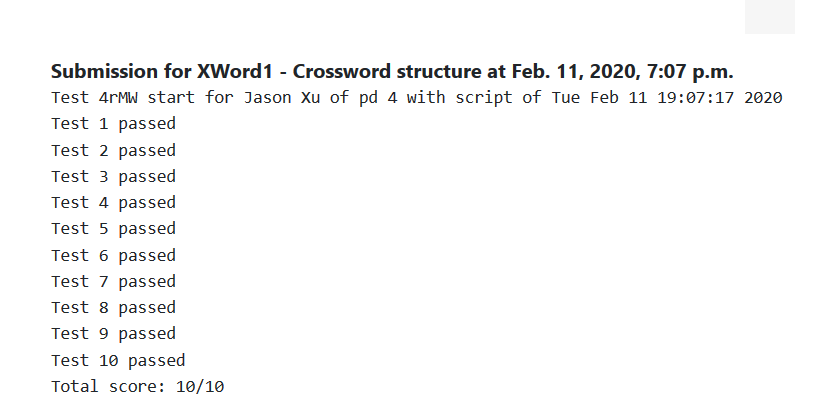 Submission for XWord1 - Crossword structure at Feb. 11, 2020, 7:07 p.m.
Test 4rMW start for Jason Xu of pd 4 with script of Tue Feb 11 19:07:17 2020
Test 1 passed
Test 2 passed
Test 3 passed
Test 4 passed
Test 5 passed
Test 6 passed
Test 7 passed
Test 8 passed
Test 9 passed
Test 10 passed
Total score: 10/10